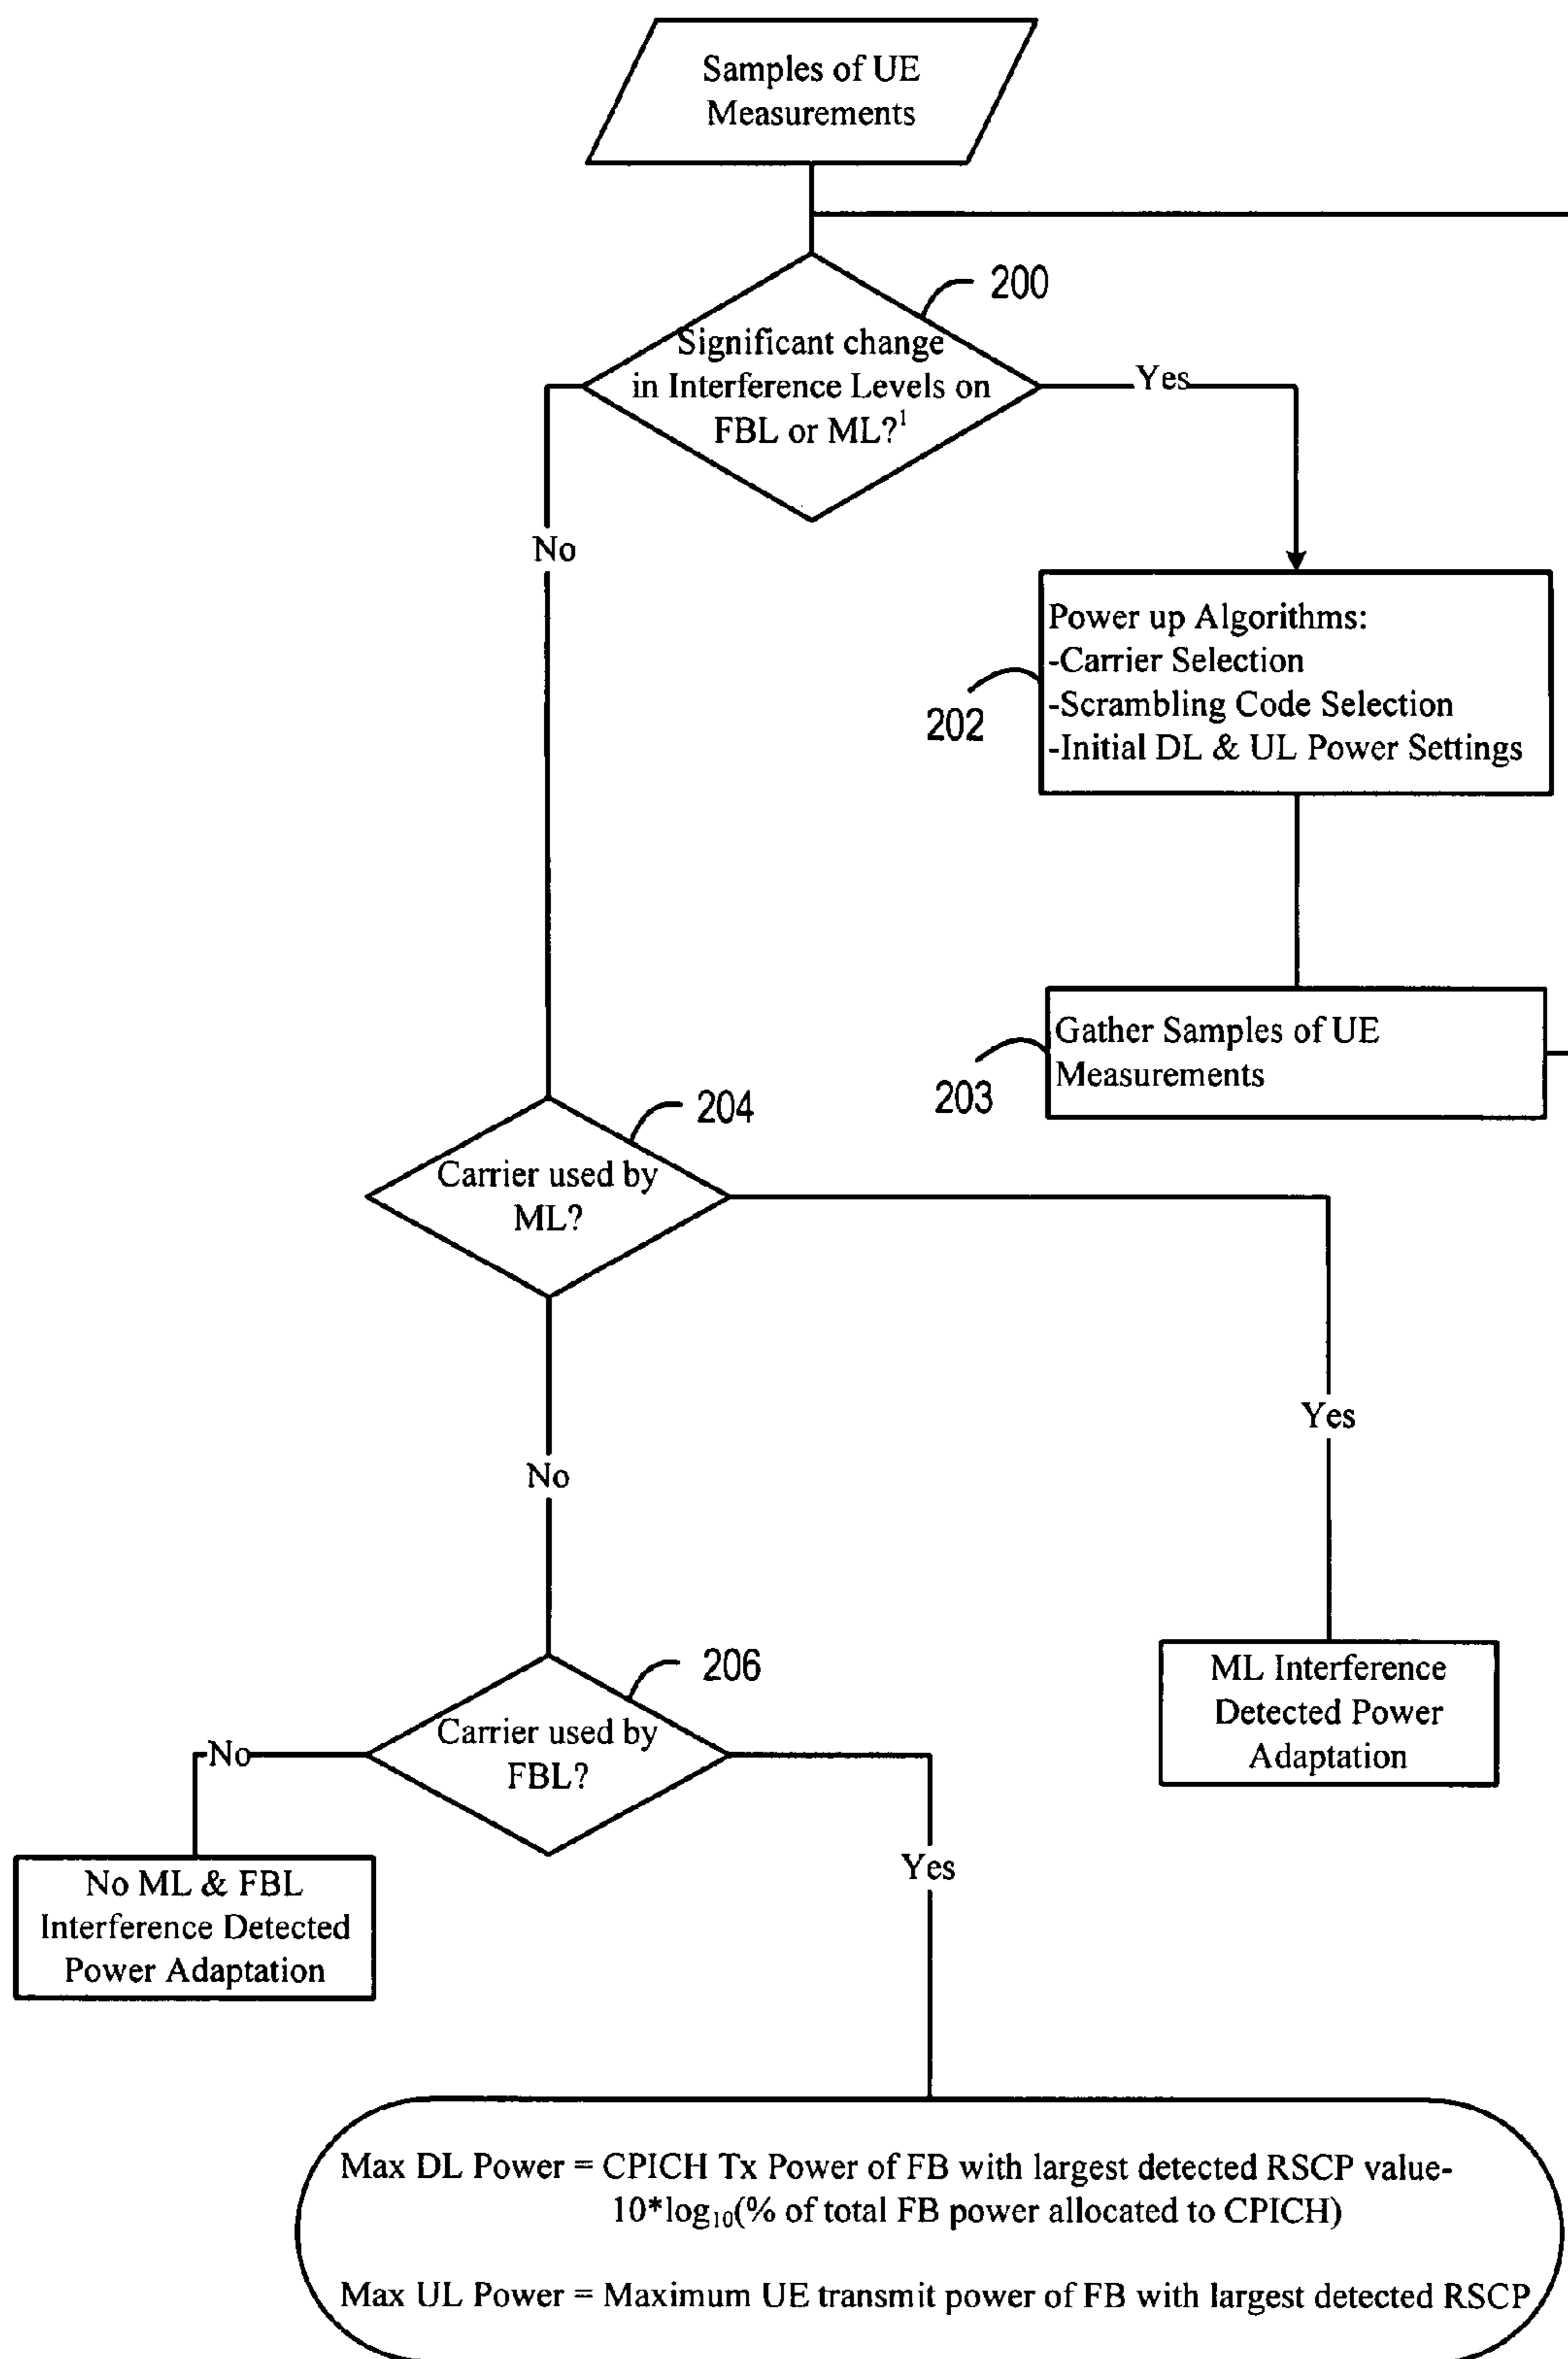 Samples of UE
Measurements
200
Significant change
in Interference Levels on
FBL or ML?¹
Yes
No
Power up Algorithms:
-Carrier Selection
-Scrambling Code Selection
-Initial DL & UL Power Settings
202
Gather Samples of UE
Measurements
203
204
Carrier used by
ML?
Yes
No
206
Carrier used by
FBL?
ML Interference
Detected Power
Adaptation
No
Yes
No ML & FBL
Interference Detected
Power Adaptation
Max DL Power = CPICH Tx Power of FB with largest detected RSCP value-
10*log₁₀(% of total FB power allocated to CPICH)
Max UL Power = Maximum UE transmit power of FB with largest detected RSCP